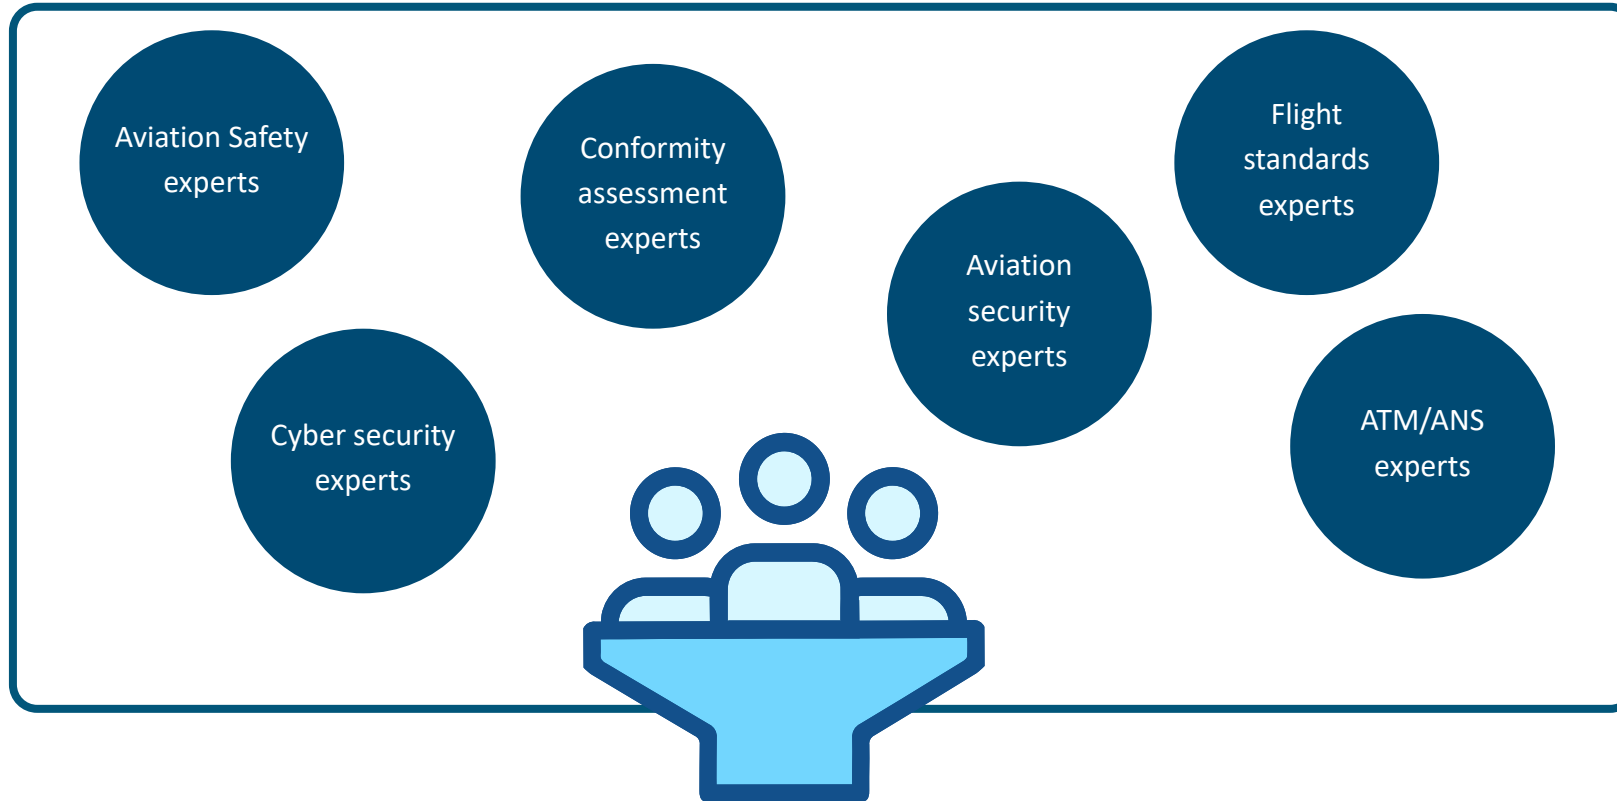 Aviation Safety
experts
Conformity
assessment
experts
Flight
standards
experts
Aviation
security
experts
Cyber security
experts
ATM/ANS
experts